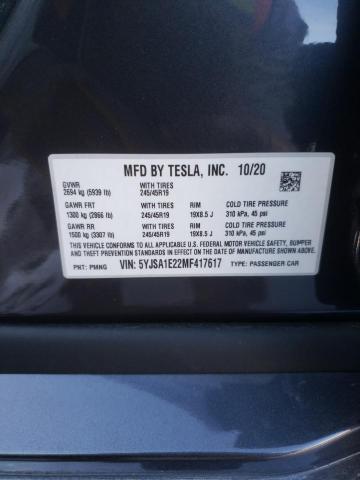 MFD BY TESLA, INC. 10/20
GVWR WITH TIRES
2694 kg (5939 lb) 245/45R19
GAWR FRT WITH TIRES RIM COLD TIRE PRESSURE
1300 kg (2866 lb) 245/45R19 19X8.5 J 310 kPa, 45 psi
GAWR RR WITH TIRES RIM COLD TIRE PRESSURE
1500 kg (3307 lb) 245/45R19 19X8.5 J 310 kPa, 45 psi
THIS VEHICLE CONFORMS TO ALL APPLICABLE U.S. FEDERAL MOTOR VEHICLE SAFETY,
BUMPER, AND THEFT PREVENTION STANDARDS IN EFFECT ON THE DATE OF MANUFACTURE SHOWN ABOVE.
PNT: PMNG VIN: 5YJSA1E22MF417617 TYPE: PASSENGER CAR